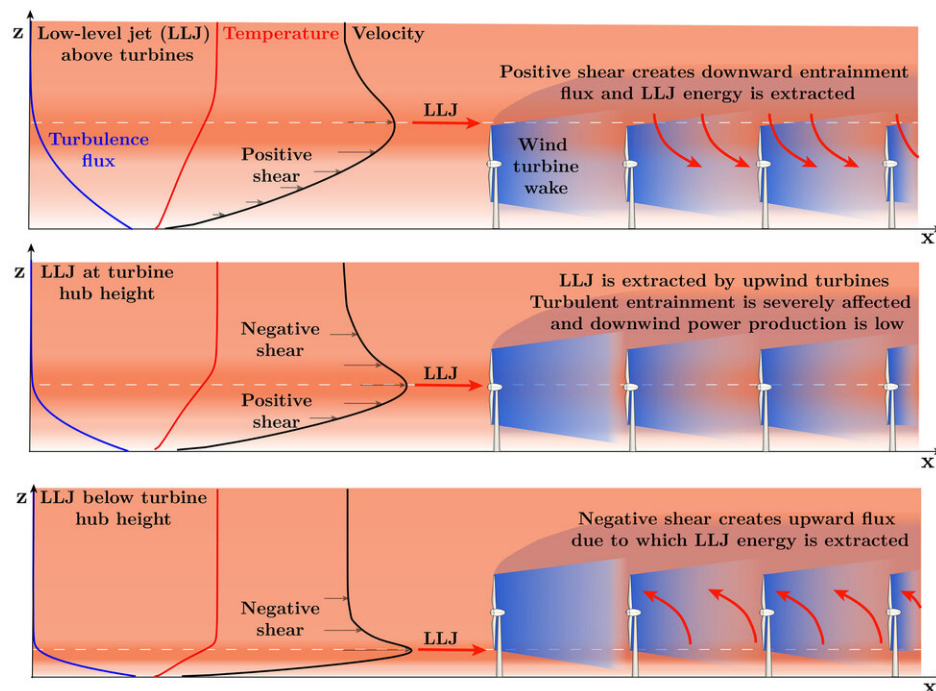 z
Low-level jet (LLJ)
above turbines
Temperature
Velocity
Turbulence
flux
Positive
shear
LLJ
Positive shear creates downward entrainment
flux and LLJ energy is extracted
Wind
turbine
wake
x
z
LLJ at turbine
hub height
Negative
shear
Positive
shear
LLJ
LLJ is extracted by upwind turbines
Turbulent entrainment is severely affected
and downwind power production is low
x
z
LLJ below turbine
hub height
Negative
shear
LLJ
Negative shear creates upward flux
due to which LLJ energy is extracted
x